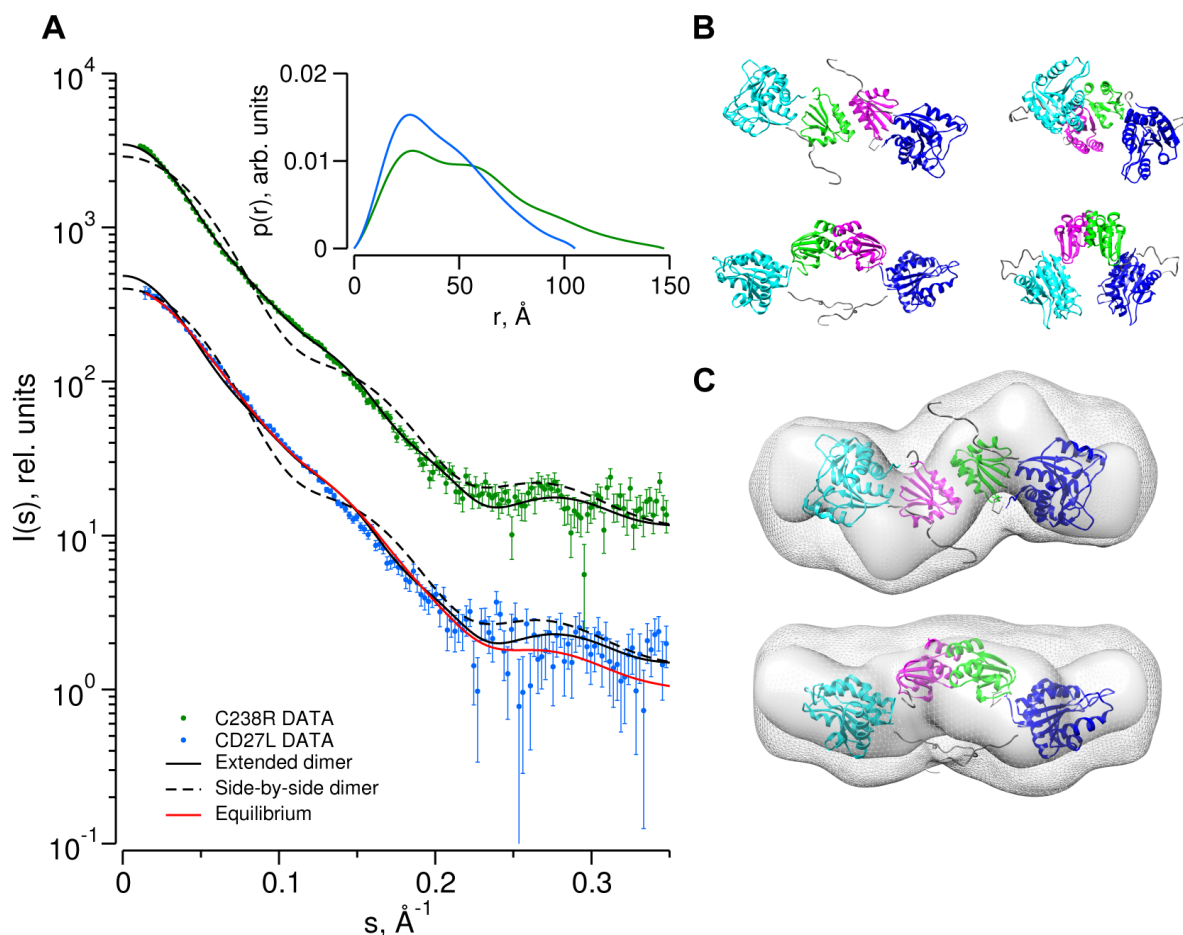 A
B
10^4
10^3
10^2
10^1
10^0
10^-1
I(s), rel. units
0.02
0.01
0
p(r), arb. units
0 50 100 150
r, Å
C238R DATA
CD27L DATA
Extended dimer
Side-by-side dimer
Equilibrium
0 0.1 0.2 0.3
s, Å^-1
C